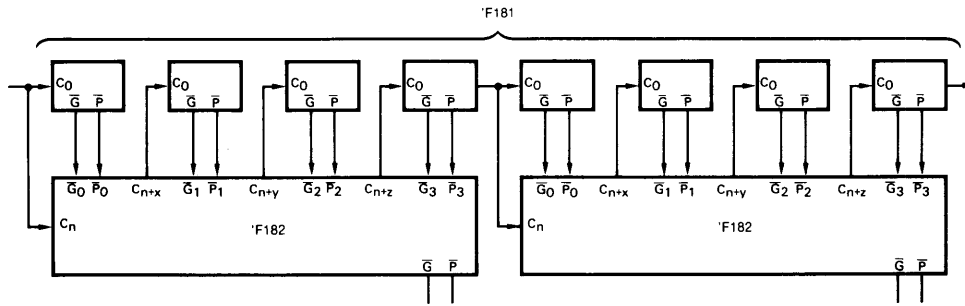 'F181
C₀ C₀ C₀ C₀ C₀ C₀ C₀ C₀
G̅ P̅ G̅ P̅ G̅ P̅ G̅ P̅ G̅ P̅ G̅ P̅ G̅ P̅ G̅ P̅
G̅₀ P̅₀ Cₙ₊ₓ G̅₁ P̅₁ Cₙ₊ᵧ G̅₂ P̅₂ Cₙ₊z G̅₃ P̅₃ G̅₀ P̅₀ Cₙ₊ₓ G̅₁ P̅₁ Cₙ₊ᵧ G̅₂ P̅₂ Cₙ₊z G̅₃ P̅₃
Cₙ 'F182 Cₙ 'F182
G̅ P̅ G̅ P̅